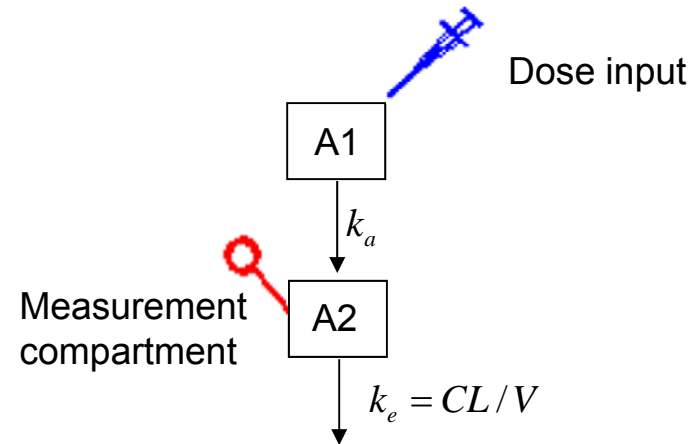 Dose input
A1
k_a
Measurement
compartment
A2
k_e = CL / V